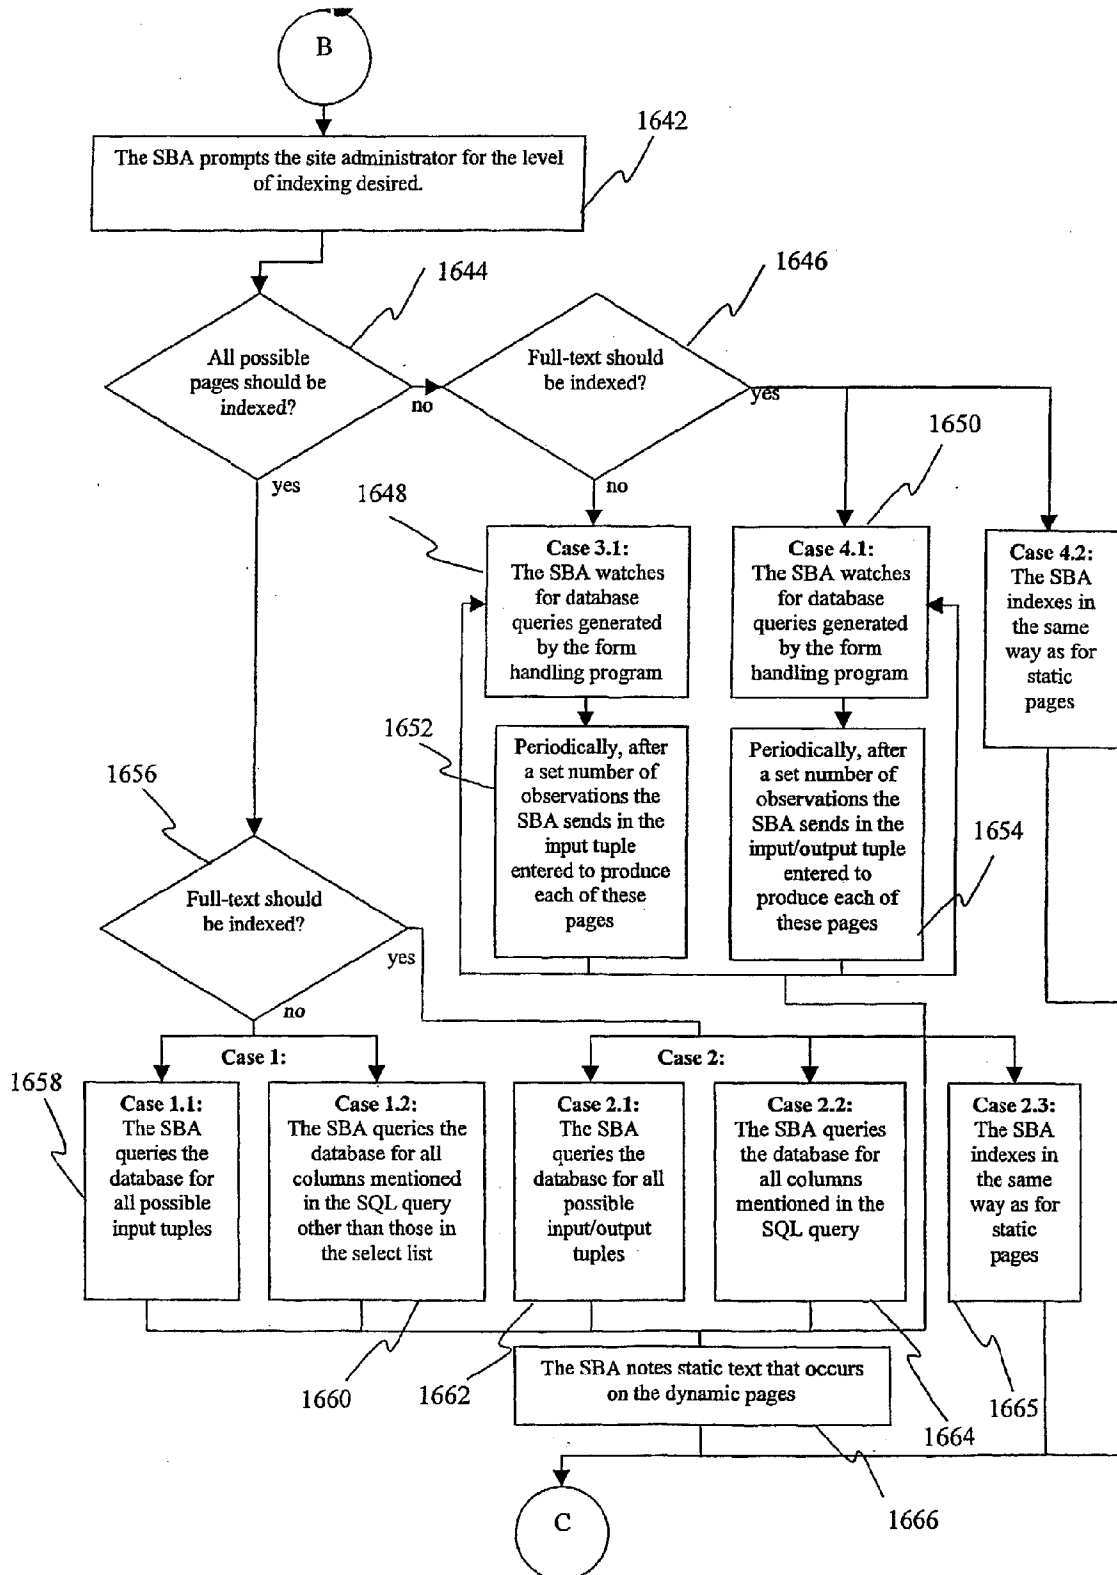 B
1642
The SBA prompts the site administrator for the level
of indexing desired.
1644
1646
All possible
pages should be
indexed?
no
yes
Full-text should
be indexed?
yes
no
1648
1650
Case 3.1:
The SBA watches
for database
queries generated
by the form
handling program
Case 4.1:
The SBA watches
for database
queries generated
by the form
handling program
Case 4.2:
The SBA
indexes in
the same
way as for
static
pages
1652
Periodically, after
a set number of
observations the
SBA sends in the
input tuple
entered to produce
each of these
pages
Periodically, after
a set number of
observations the
SBA sends in the
input/output tuple
entered to
produce each of
these pages
1654
1656
Full-text should
be indexed?
yes
no
Case 1:
Case 2:
1658
Case 1.1:
The SBA
queries the
database for
all possible
input tuples
Case 1.2:
The SBA queries the
database for all
columns mentioned
in the SQL query
other than those in
the select list
Case 2.1:
The SBA
queries the
database for all
possible
input/output
tuples
Case 2.2:
The SBA queries
the database for
all columns
mentioned in the
SQL query
Case 2.3:
The SBA
indexes in
the same
way as for
static
pages
1660
1662
The SBA notes static text that occurs
on the dynamic pages
1664
1665
1666
C